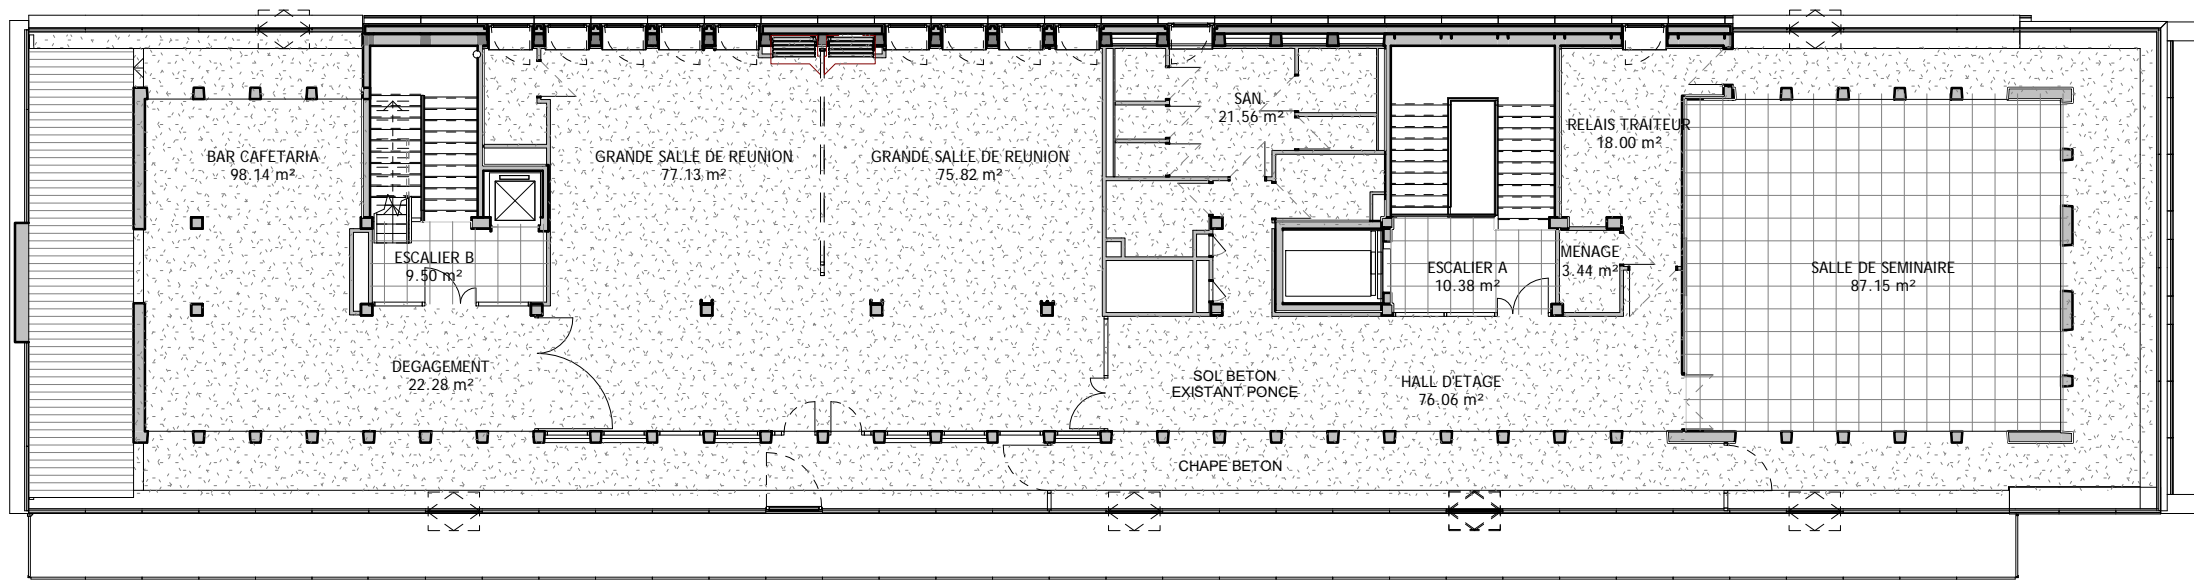 BAR CAFETARIA
98.14 m²
ESCALIER B
9.50 m²
DEGAGEMENT
22.28 m²
GRANDE SALLE DE REUNION
77.13 m²
GRANDE SALLE DE REUNION
75.82 m²
SAN.
21.56 m²
RELAIS TRAITEUR
18.00 m²
ESCALIER A
10.38 m²
MENAGE
3.44 m²
SALLE DE SEMINAIRE
87.15 m²
SOL BETON
EXISTANT PONCE
HALL D'ETAGE
76.06 m²
CHAPE BETON